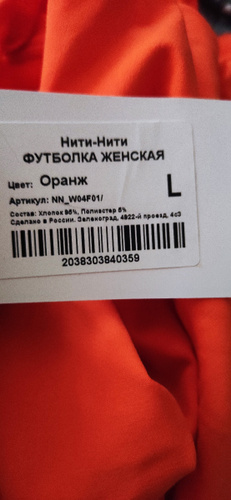 Нити-Нити
ФУТБОЛКА ЖЕНСКАЯ
Цвет: Оранж
L
Артикул: NN_W04F01/
Состав: Хлопок 95%, Полиэстер 5%
Сделано в России. Зеленоград, 4922-й проезд, 4с3
2038303840359